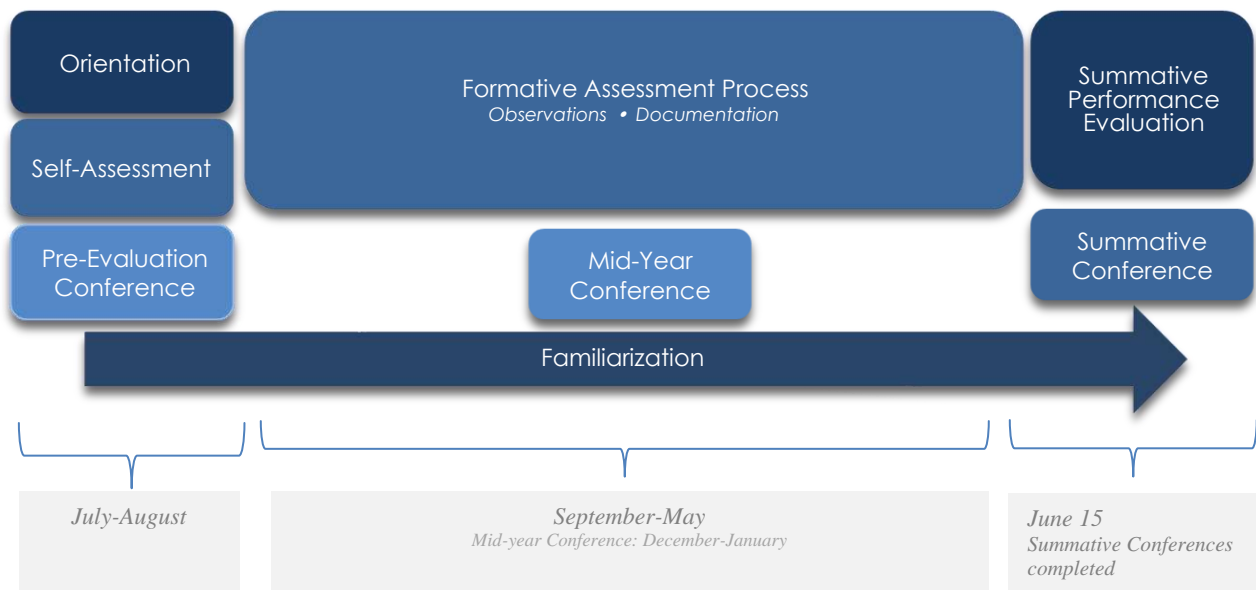 Orientation
Self-Assessment
Pre-Evaluation
Conference
Formative Assessment Process
Observations • Documentation
Mid-Year
Conference
Summative
Performance
Evaluation
Summative
Conference
Familiarization
July-August
September-May
Mid-year Conference: December-January
June 15
Summative Conferences
completed